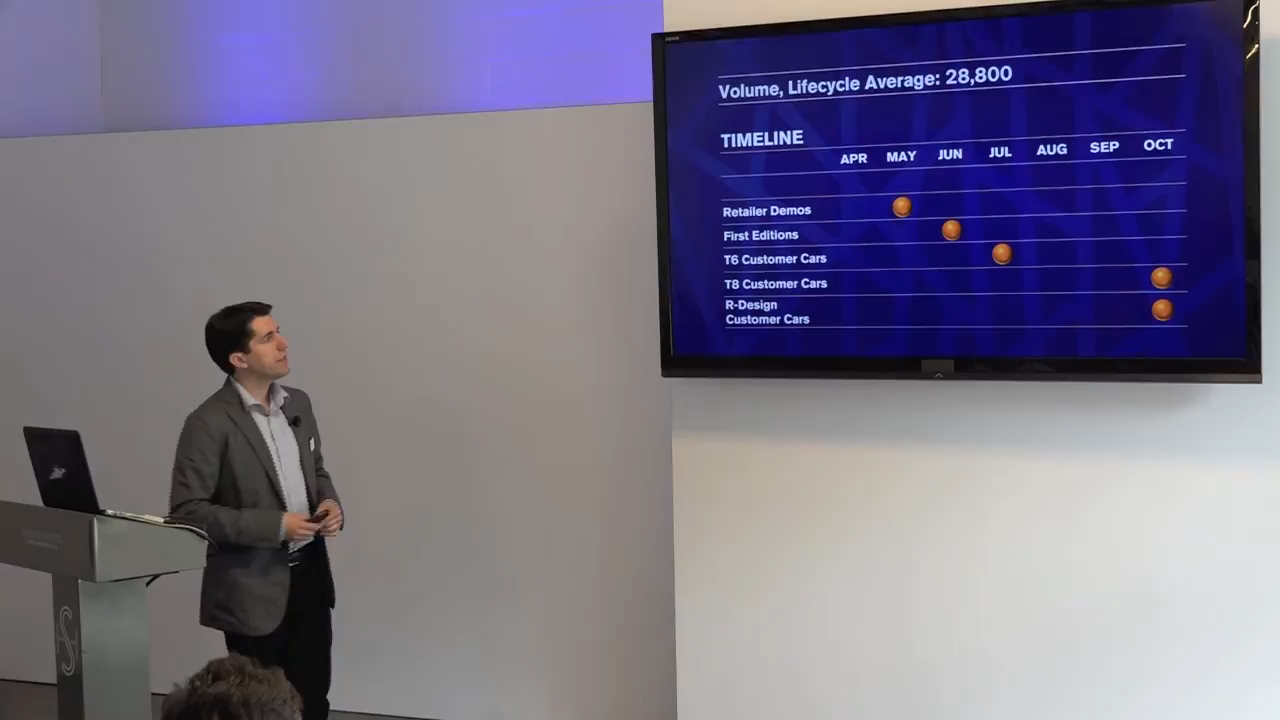 Volume, Lifecycle Average: 28,800
TIMELINE
APR MAY JUN JUL AUG SEP OCT
Retailer Demos
First Editions
T6 Customer Cars
T8 Customer Cars
R-Design
Customer Cars